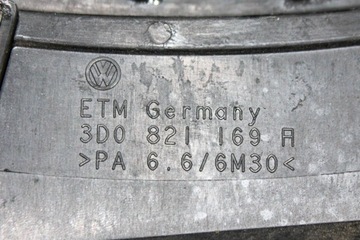 ETM Germany
3D0 821 169 A
>PA 6.6/6M30<